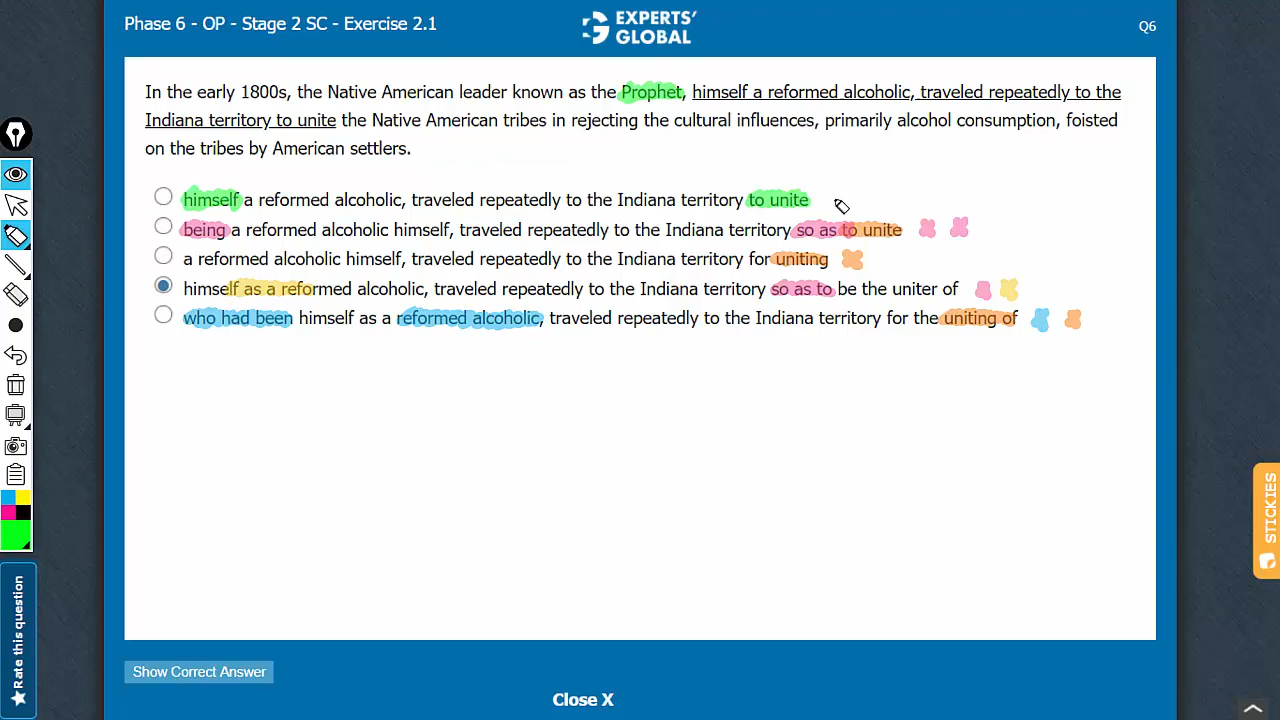 Phase 6 - OP - Stage 2 SC - Exercise 2.1
EXPERTS'
GLOBAL
Q6
In the early 1800s, the Native American leader known as the Prophet, himself a reformed alcoholic, traveled repeatedly to the
Indiana territory to unite the Native American tribes in rejecting the cultural influences, primarily alcohol consumption, foisted
on the tribes by American settlers.
himself a reformed alcoholic, traveled repeatedly to the Indiana territory to unite
being a reformed alcoholic himself, traveled repeatedly to the Indiana territory so as to unite
a reformed alcoholic himself, traveled repeatedly to the Indiana territory for uniting
himself as a reformed alcoholic, traveled repeatedly to the Indiana territory so as to be the uniter of
who had been himself as a reformed alcoholic, traveled repeatedly to the Indiana territory for the uniting of
STICKIES
Rate this question
Show Correct Answer
Close X